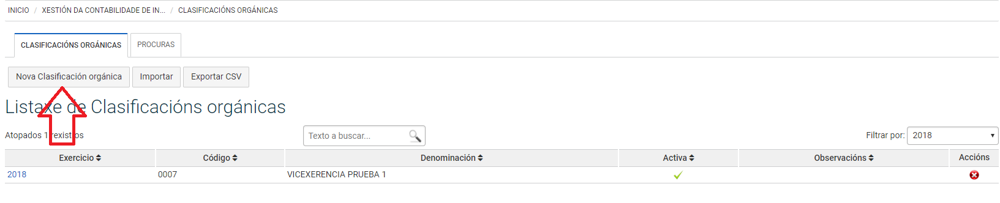 INICIO / XESTIÓN DA CONTABILIDADE DE IN... / CLASIFICACIÓNS ORGÁNICAS
CLASIFICACIÓNS ORGÁNICAS PROCURAS
Nova Clasificación orgánica Importar Exportar CSV
Listaxe de Clasificacións orgánicas
Atopados 1 rexistros Texto a buscar... Filtrar por: 2018
Exercicio Código Denominación Activa Observacións Accións
2018 0007 VICEXERENCIA PRUEBA 1